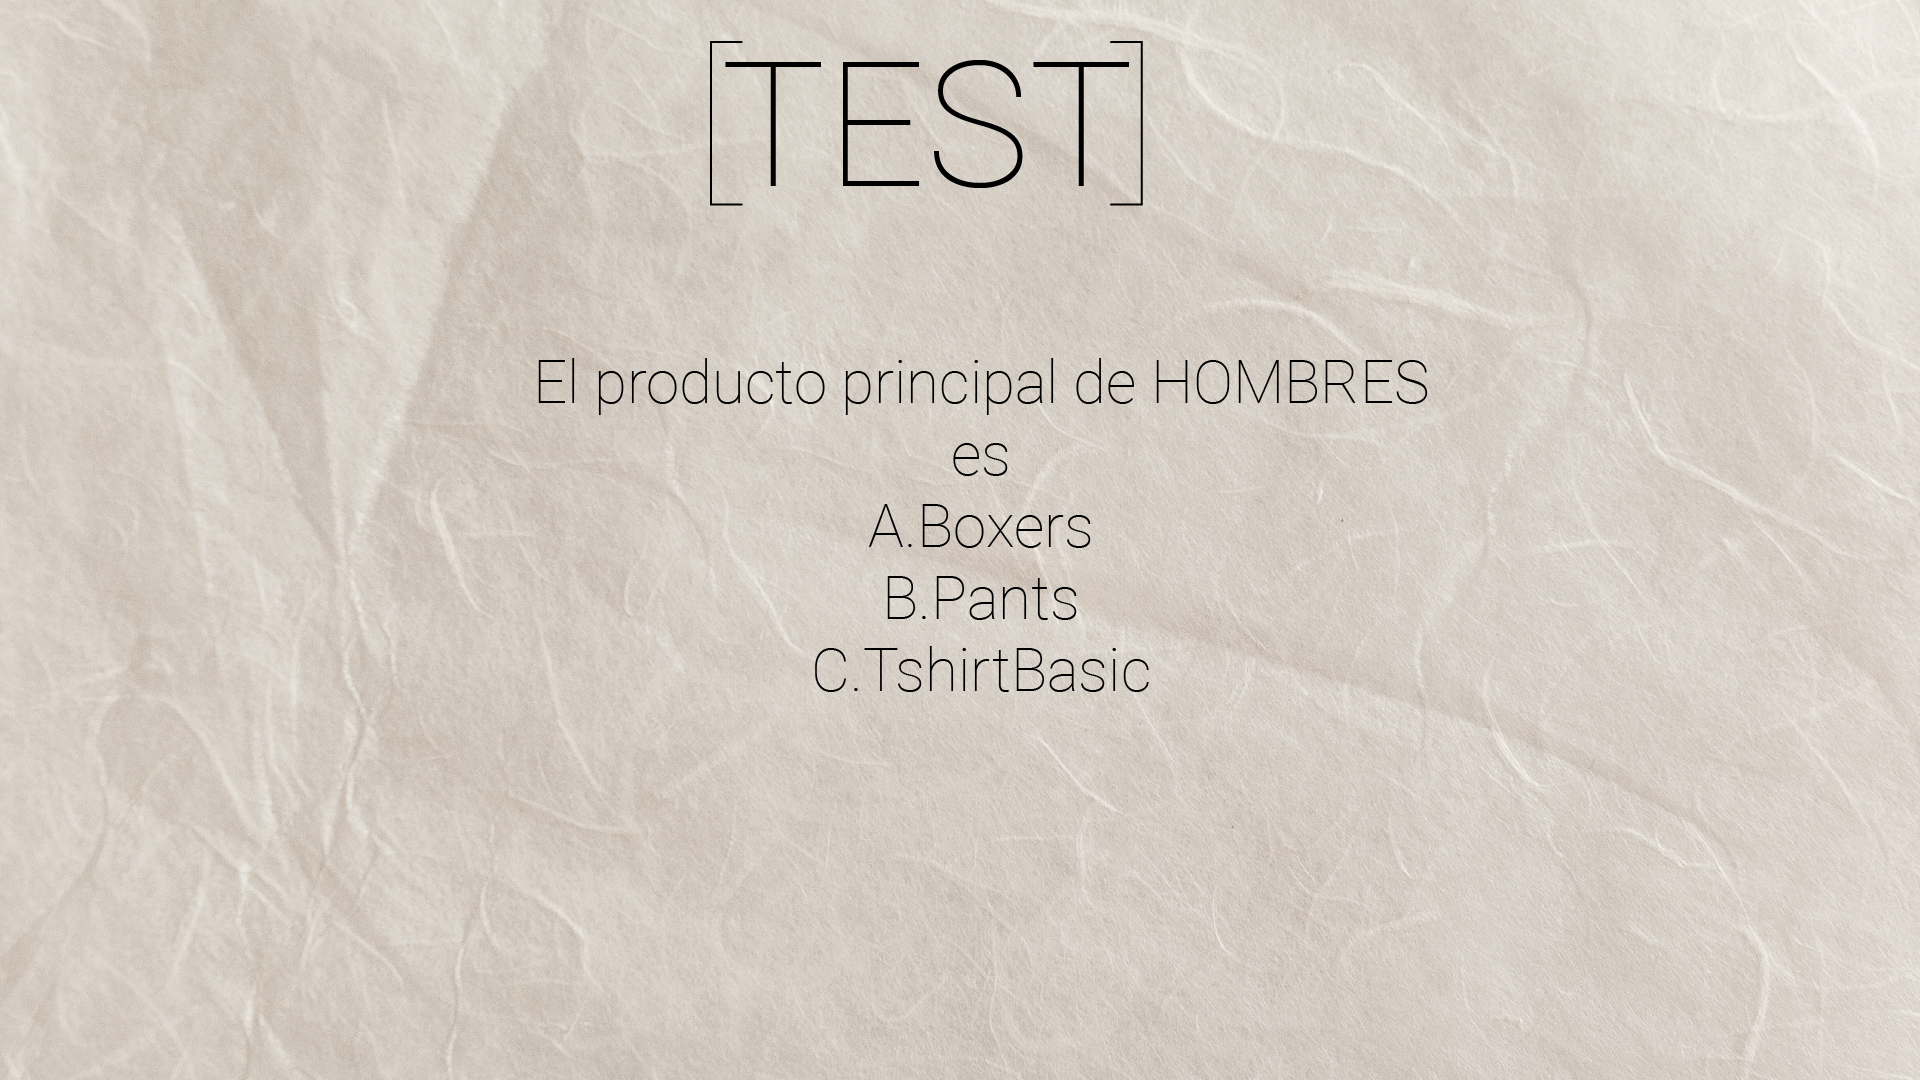 [TEST]
El producto principal de HOMBRES
es
A.Boxers
B.Pants
C.TshirtBasic